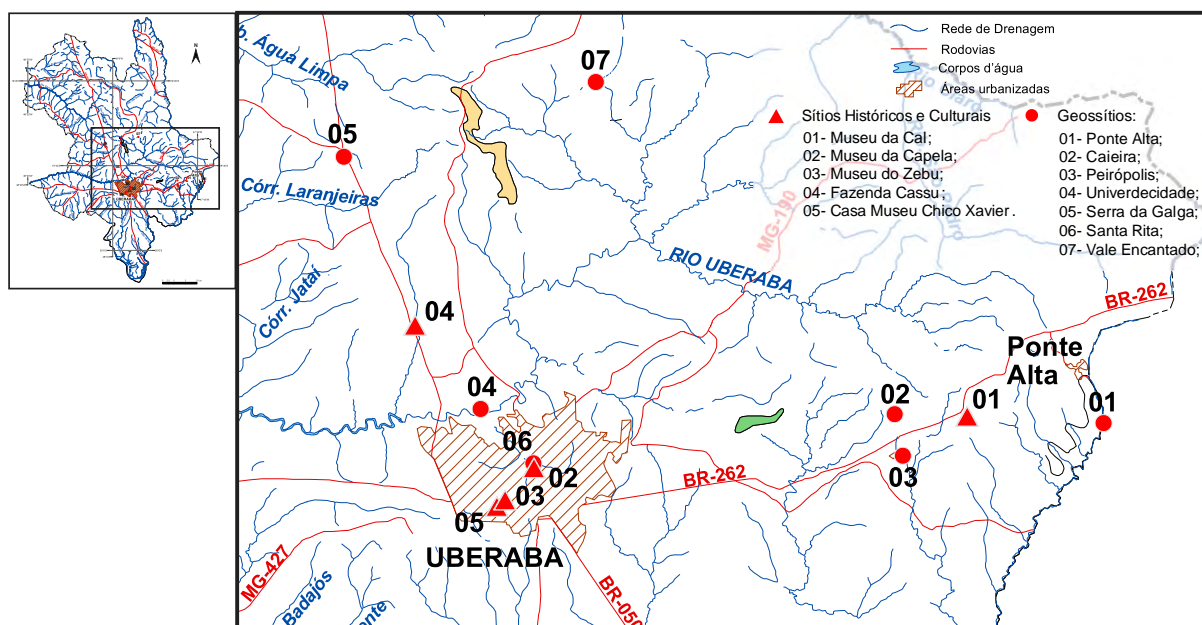 N
b. Água Limpa
07
05
Córr. Laranjeiras
Rede de Drenagem
Rodovias
Corpos d'água
Áreas urbanizadas
Sítios Históricos e Culturais
01- Museu da Cal;
02- Museu da Capela;
03- Museu do Zebu;
04- Fazenda Cassu;
05- Casa Museu Chico Xavier.
Geossítios:
01- Ponte Alta;
02- Caieira;
03- Peirópolis;
04- Univerdecidade;
05- Serra da Galga;
06- Santa Rita;
07- Vale Encantado;
MG-190
RIO UBERABA
BR-262
Córr. Jataí
04
Ponte
Alta
04
02
01
01
06
02
03
03
05
BR-262
UBERABA
MG-427
Badajós
BR-050